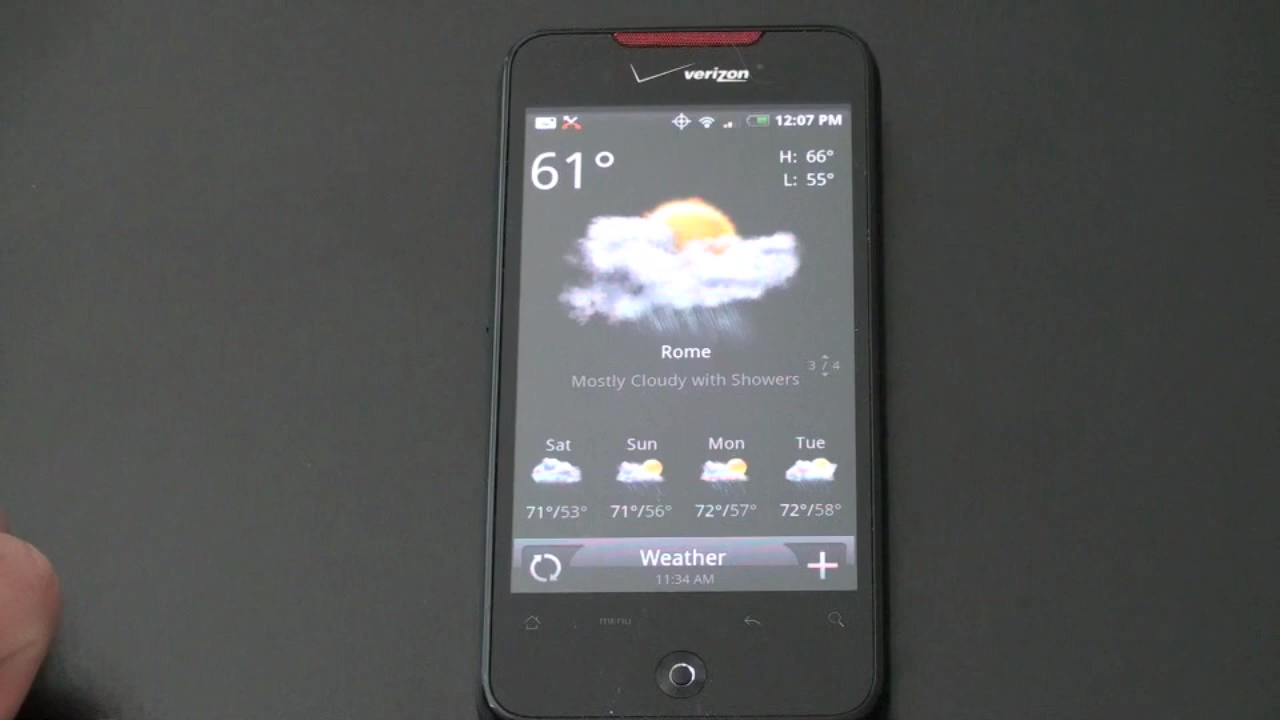 verizon
12:07 PM
61°
H: 66°
L: 55°
Rome
3 / 4
Mostly Cloudy with Showers
Sat Sun Mon Tue
71°/53° 71°/56° 72°/57° 72°/58°
Weather
11:34 AM
menu